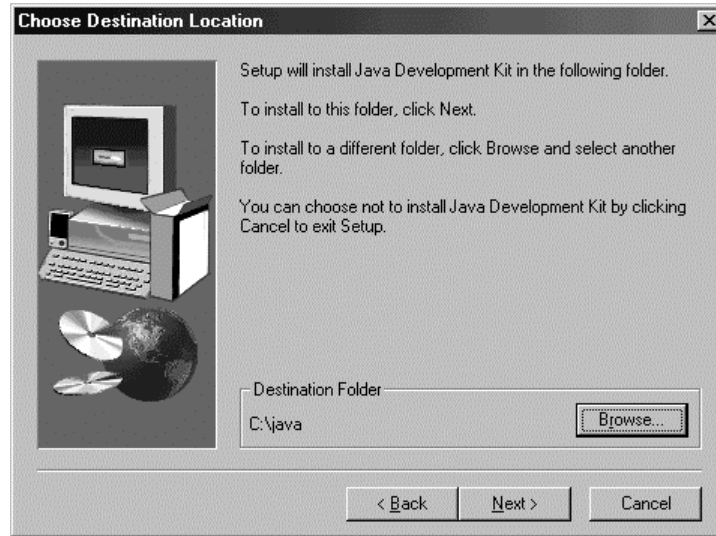 Choose Destination Location
Setup will install Java Development Kit in the following folder.
To install to this folder, click Next.
To install to a different folder, click Browse and select another
folder.
You can choose not to install Java Development Kit by clicking
Cancel to exit Setup.
Destination Folder
C:\java
Browse...
< Back
Next >
Cancel